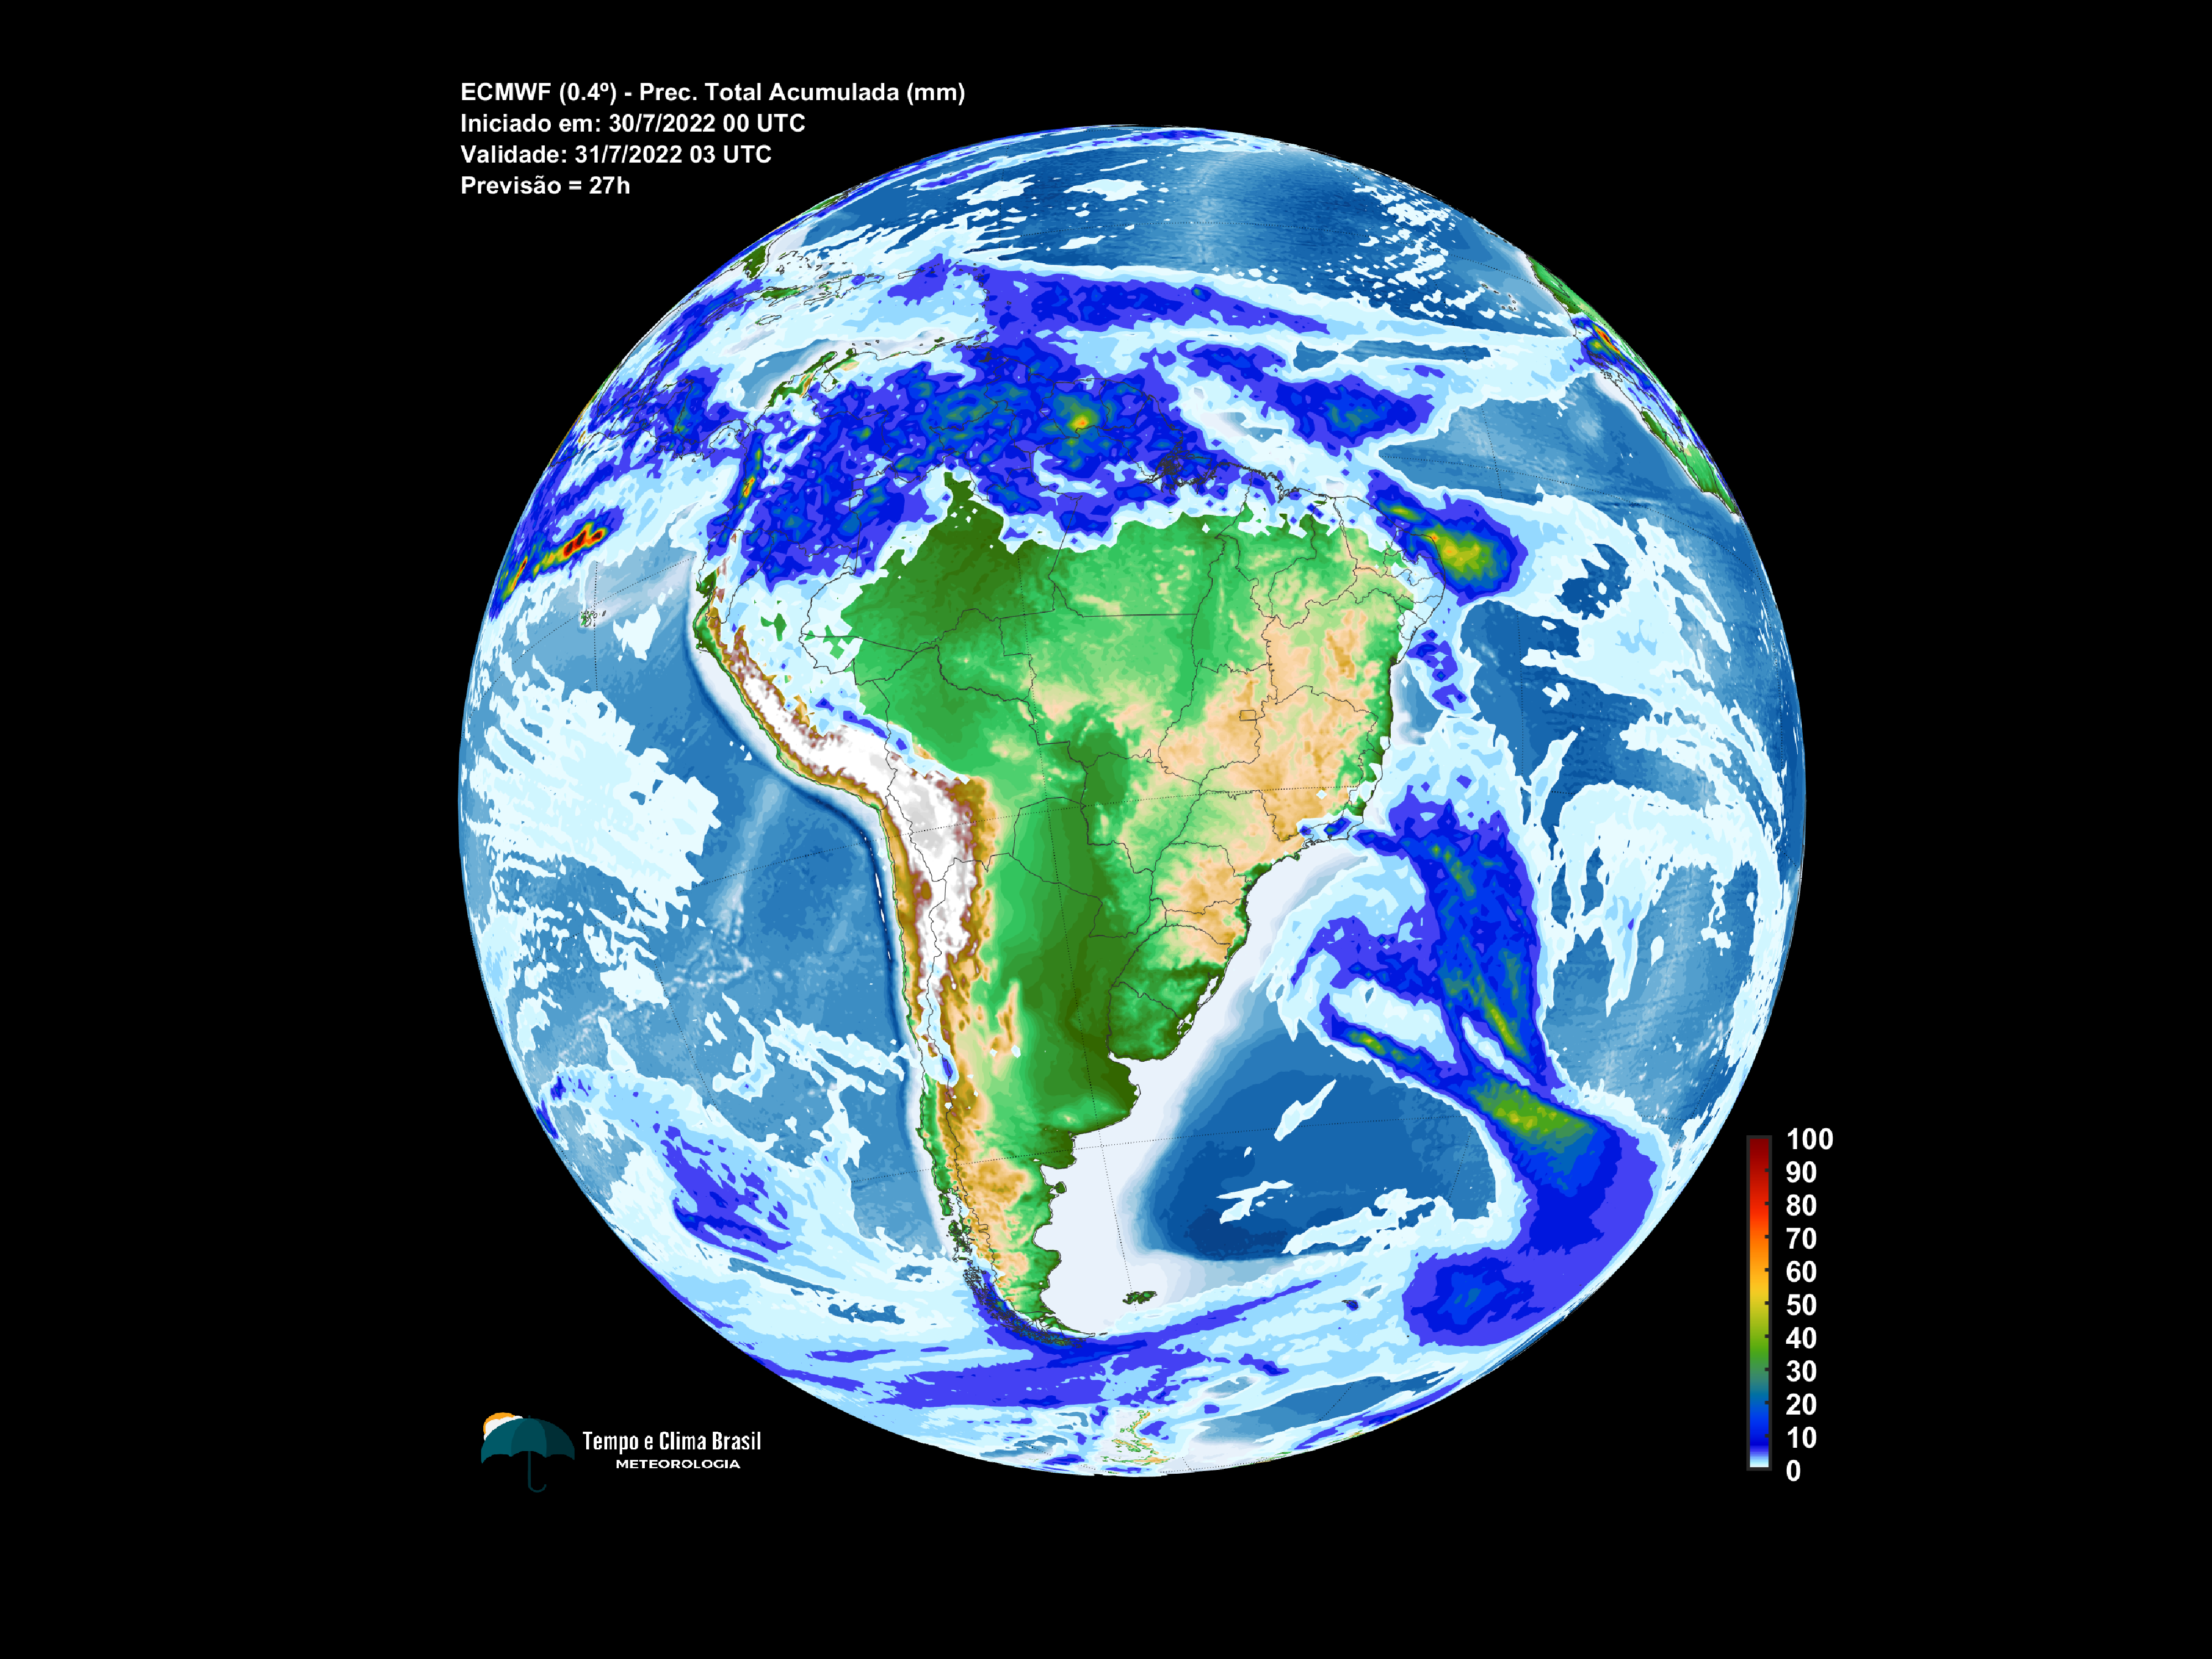 ECMWF (0.4º) - Prec. Total Acumulada (mm)
Iniciado em: 30/7/2022 00 UTC
Validade: 31/7/2022 03 UTC
Previsão = 27h
100
90
80
70
60
50
40
30
20
10
0
Tempo e Clima Brasil
METEOROLOGIA